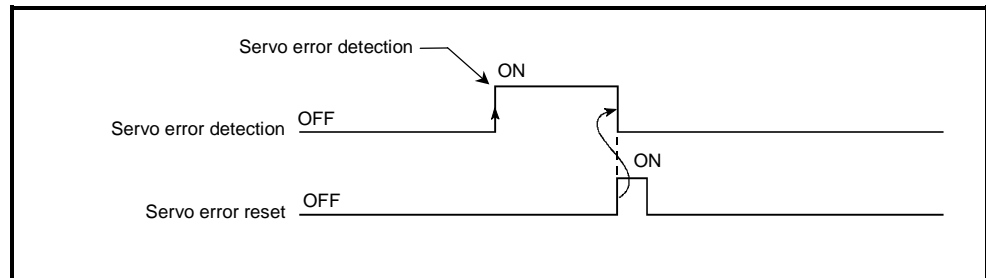 Servo error detection
ON
Servo error detection OFF
ON
Servo error reset OFF